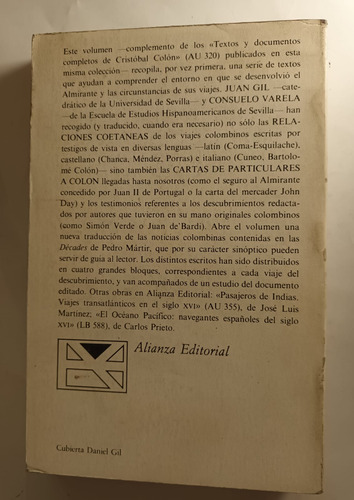 Este volumen —complemento de los «Textos y documentos
completos de Cristóbal Colón» (AU 320) publicados en esta
misma colección— recopila, por vez primera, una serie de textos
que ayudan a comprender el entorno en que se desenvolvió el
Almirante y las circunstancias de sus viajes. JUAN GIL —cate-
drático de la Universidad de Sevilla— y CONSUELO VARELA
—de la Escuela de Estudios Hispanoamericanos de Sevilla— han
recogido (y traducido, cuando era necesario) no sólo las RELA-
CIONES COETANEAS de los viajes colombinos escritas por
testigos de vista en diversas lenguas —latín (Coma-Esquilache),
castellano (Chanca, Méndez, Porras) e italiano (Cuneo, Bartolo-
mé Colón)— sino también las CARTAS DE PARTICULARES
A COLON llegadas hasta nosotros (como el seguro al Almirante
concedido por Juan II de Portugal o la carta del mercader John
Day) y los testimonios referentes a los descubrimientos redacta-
dos por autores que tuvieron en su mano originales colombinos
(como Simón Verde o Juan de'Bardi). Abre el volumen una
nueva traducción de las noticias colombinas contenidas en las
Décades de Pedro Mártir, que por su carácter sinóptico pueden
servir de guía al lector. Los distintos escritos han sido distribuidos
en cuatro grandes bloques, correspondientes a cada viaje del
descubrimiento, y van acompañados de un estudio del documento
editado. Otras obras en Alianza Editorial: «Pasajeros de Indias.
Viajes transatlánticos en el siglo XVI» (AU 355), de José Luis
Martínez; «El Océano Pacífico: navegantes españoles del siglo
XVI» (LB 588), de Carlos Prieto.
Alianza Editorial
Cubierta Daniel Gil